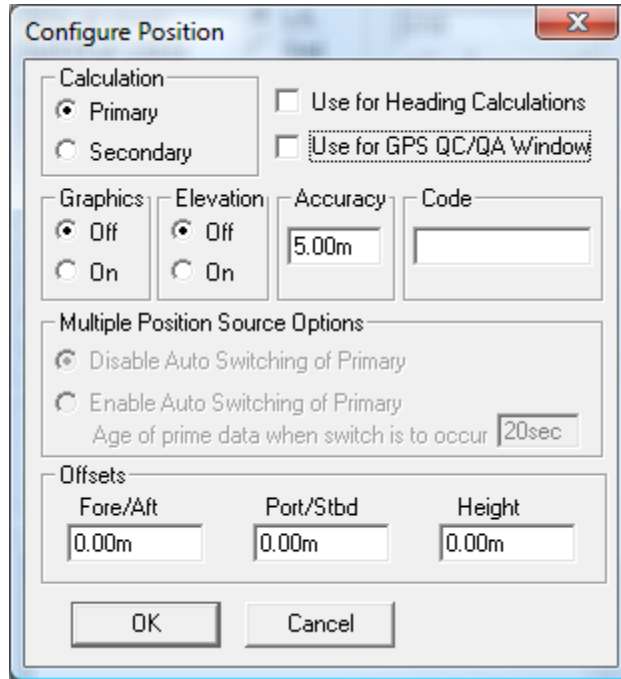 Configure Position
Calculation
Primary
Secondary
Use for Heading Calculations
Use for GPS QC/QA Window
Graphics
Off
On
Elevation
Off
On
Accuracy
5.00m
Code
Multiple Position Source Options
Disable Auto Switching of Primary
Enable Auto Switching of Primary
Age of prime data when switch is to occur 20sec
Offsets
Fore/Aft Port/Stbd Height
0.00m 0.00m 0.00m
OK Cancel